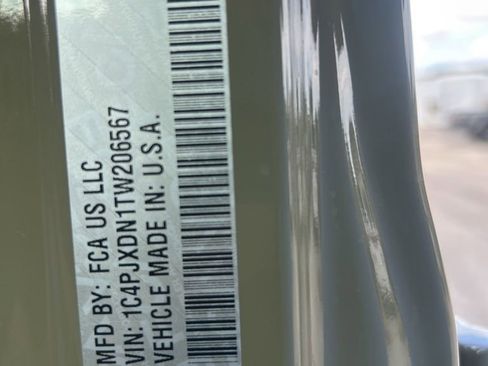 MFD BY: FCA US LLC
VIN: 1C4PJXDN1TW206567
VEHICLE MADE IN: U.S.A.